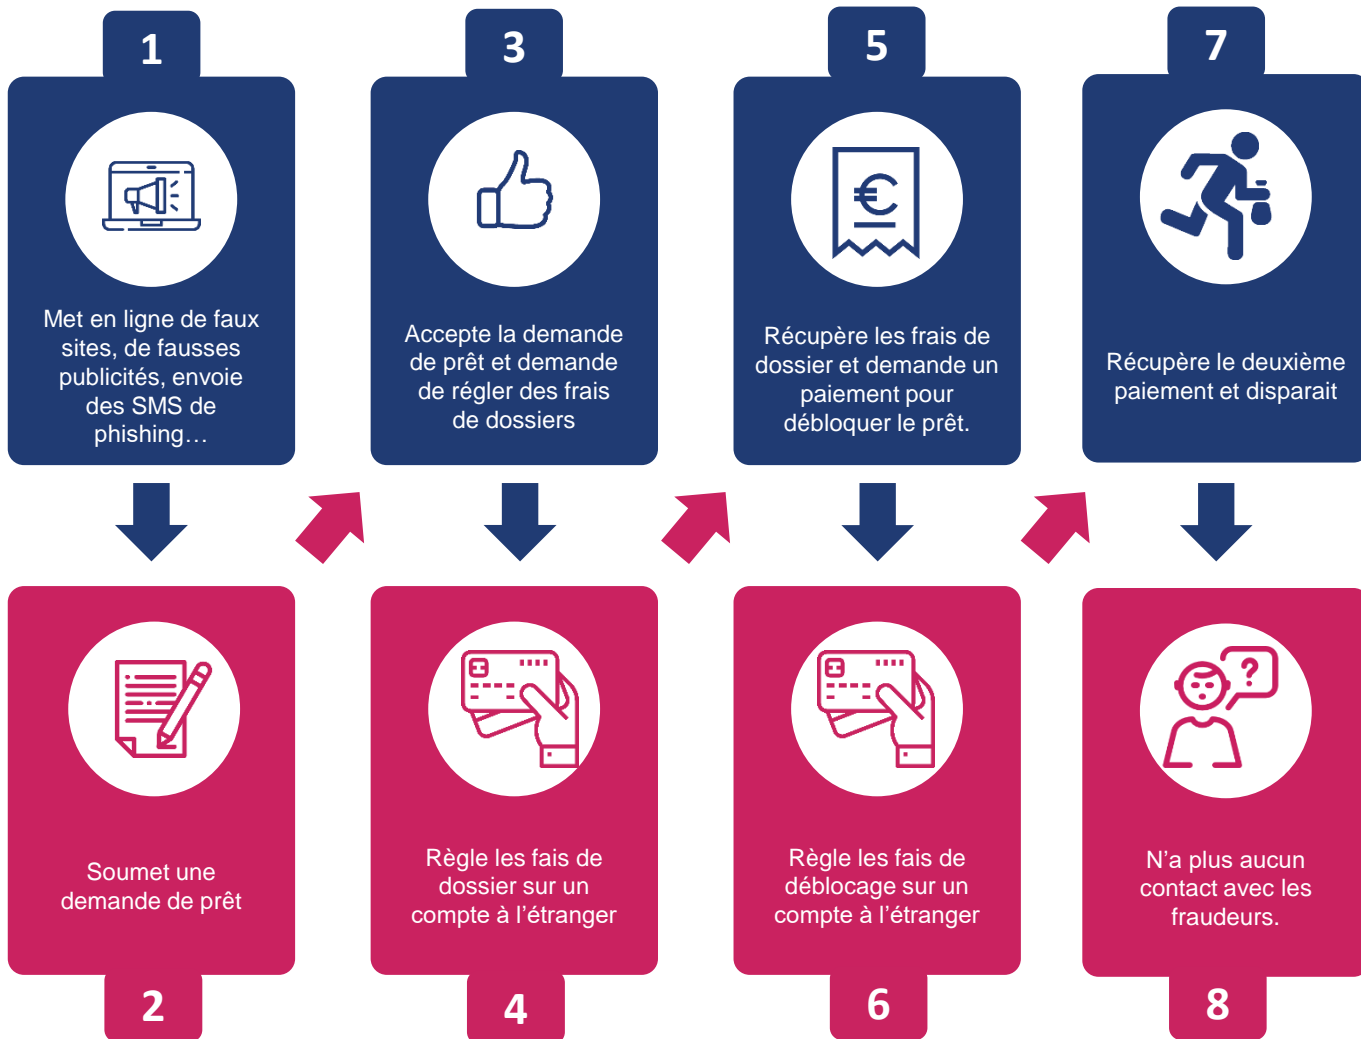 1
Met en ligne de faux
sites, de fausses
publicités, envoie
des SMS de
phishing…
2
Soumet une
demande de prêt
3
Accepte la demande
de prêt et demande
de régler des frais
de dossiers
4
Règle les fais de
dossier sur un
compte à l’étranger
5
€
Récupère les frais de
dossier et demande un
paiement pour
débloquer le prêt.
6
Règle les fais de
déblocage sur un
compte à l’étranger
7
Récupère le deuxième
paiement et disparait
8
?
N’a plus aucun
contact avec les
fraudeurs.